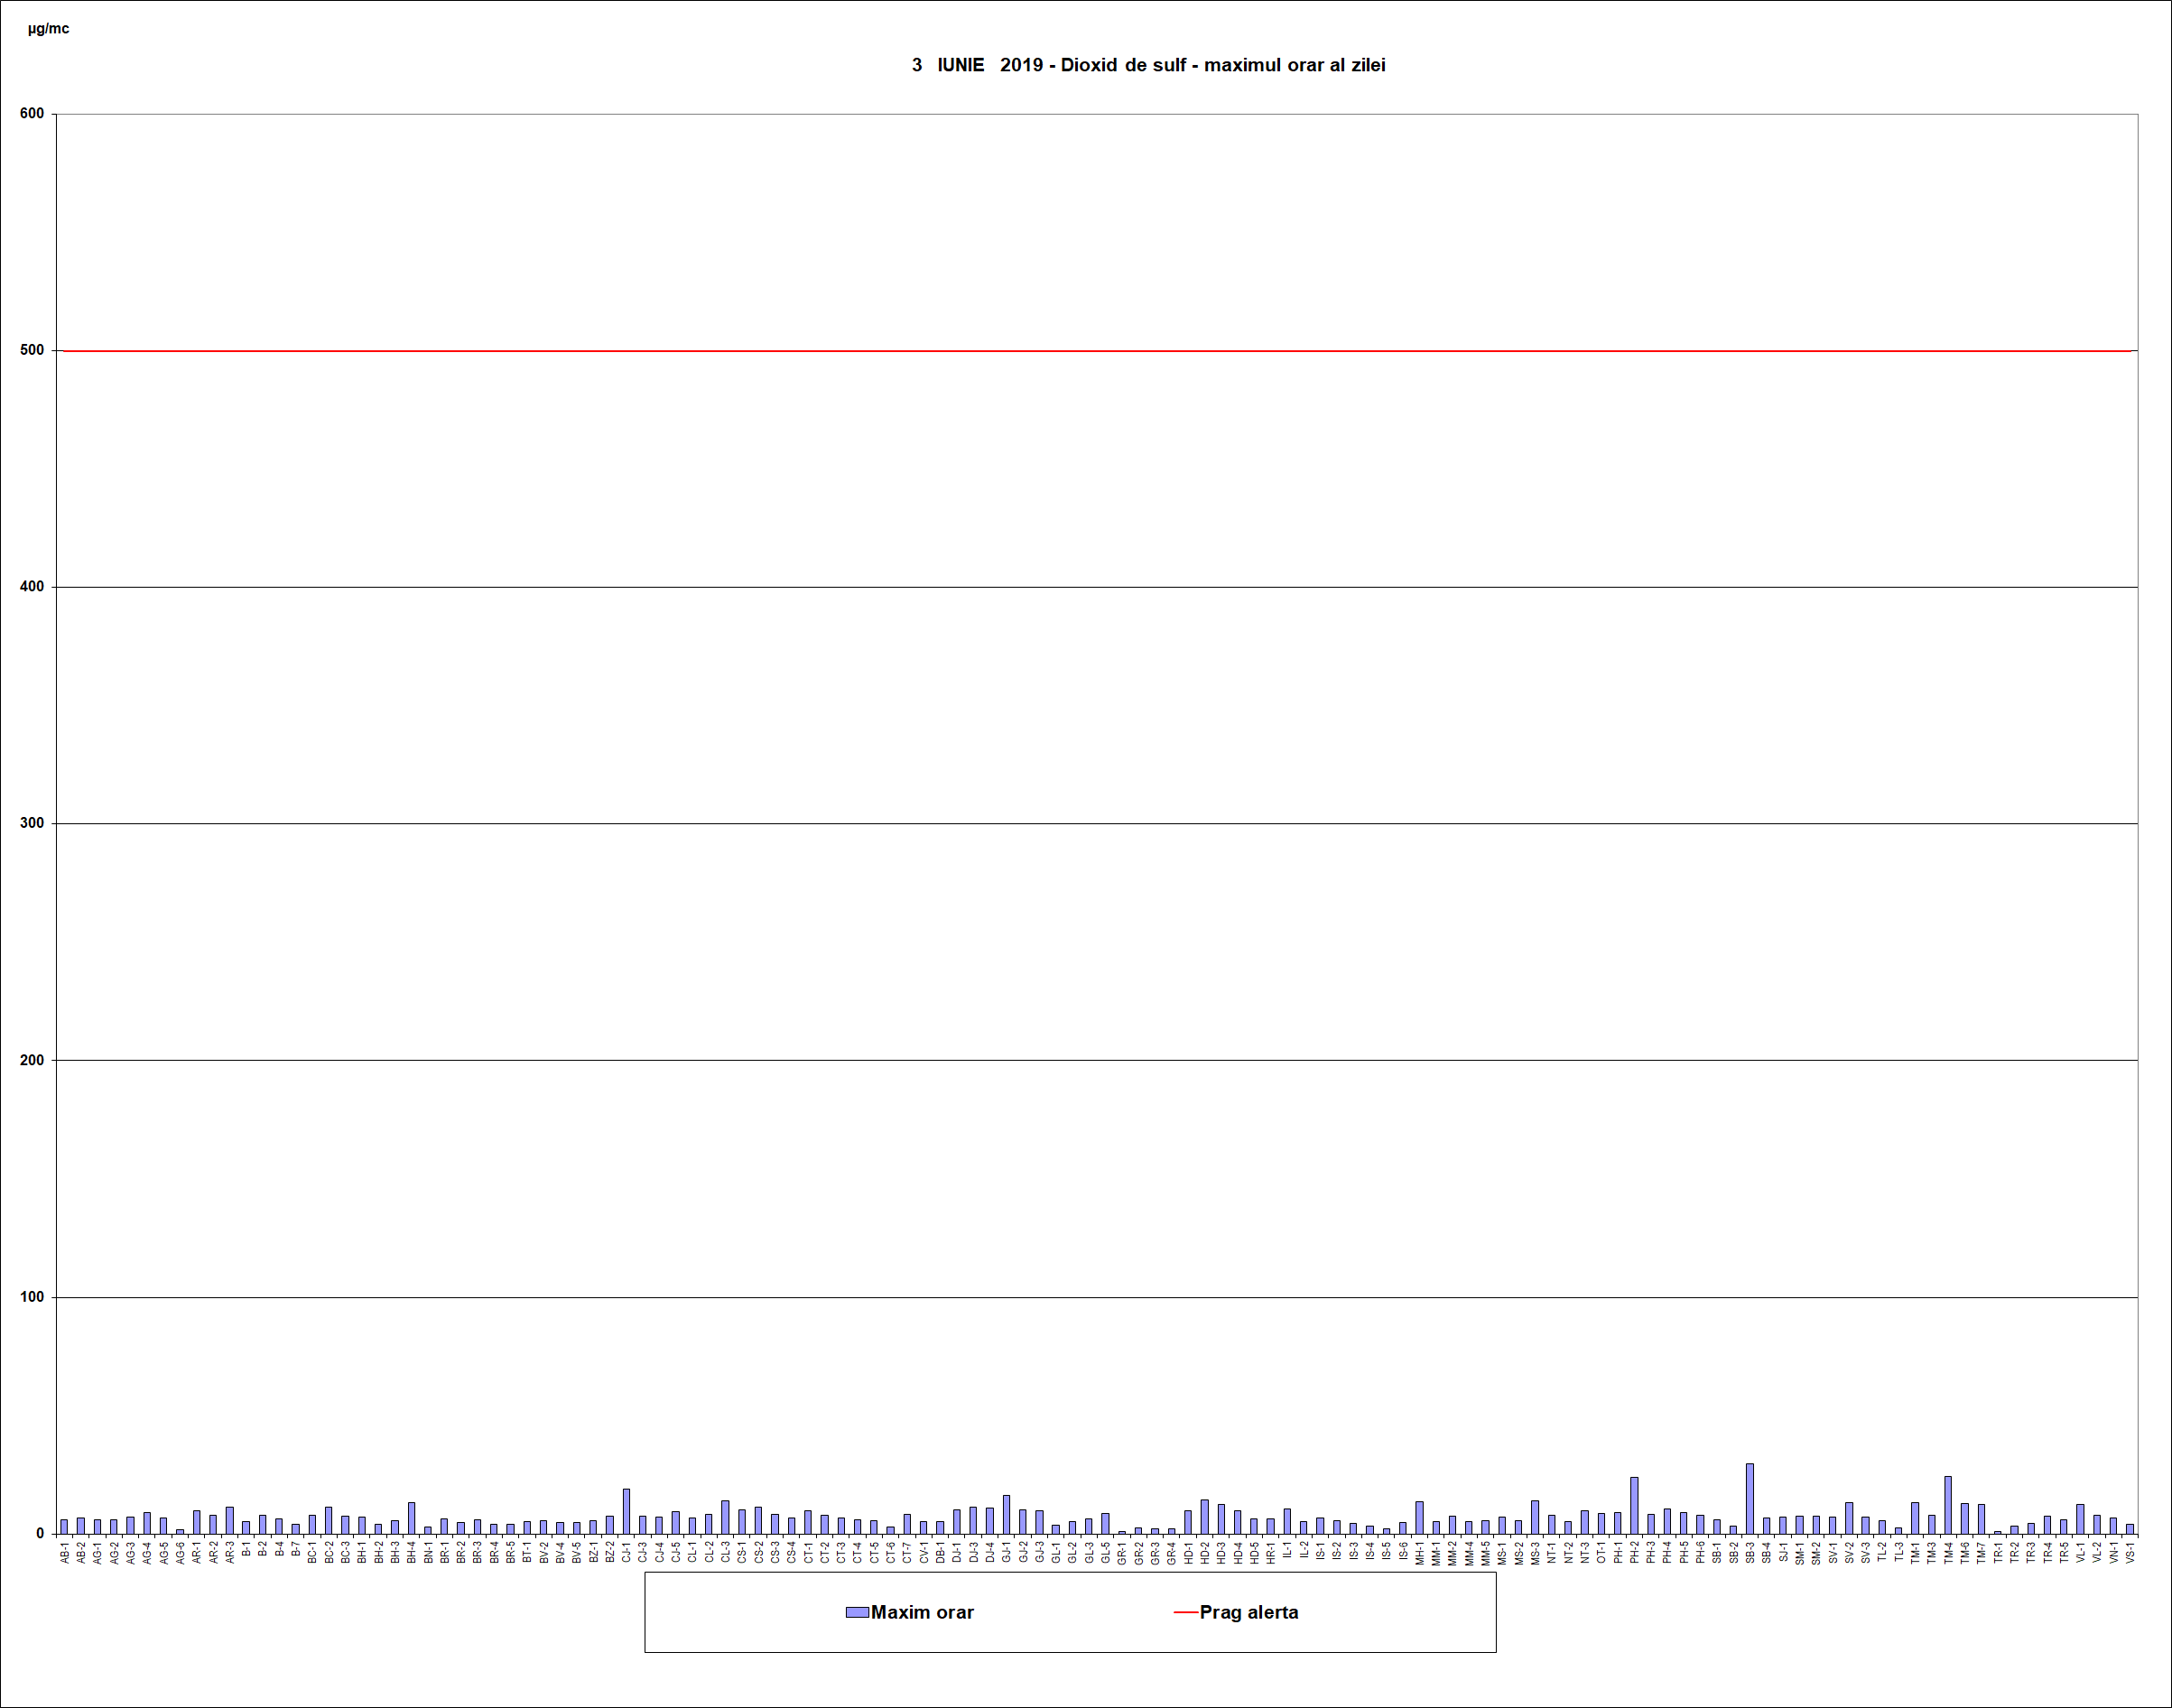 µg/mc
3 IUNIE 2019 - Dioxid de sulf - maximul orar al zilei
600
500
400
300
200
100
0
AB-1 AB-2 AG-1 AG-2 AG-3 AG-4 AG-5 AG-6 AR-1 AR-2 AR-3 B-1 B-2 B-4 B-7 BC-1 BC-2 BC-3 BH-1 BH-2 BH-3 BH-4 BN-1 BR-1 BR-2 BR-3 BR-4 BR-5 BT-1 BV-2 BV-4 BV-5 BZ-1 BZ-2 CJ-1 CJ-3 CJ-4 CJ-5 CL-1 CL-2 CL-3 CS-1 CS-2 CS-3 CS-4 CT-1 CT-2 CT-3 CT-4 CT-5 CT-6 CT-7 CV-1 DB-1 DJ-1 DJ-3 DJ-4 GJ-1 GJ-2 GJ-3 GL-1 GL-2 GL-3 GL-5 GR-1 GR-2 GR-3 GR-4 HD-1 HD-2 HD-3 HD-4 HD-5 HR-1 IL-1 IL-2 IS-1 IS-2 IS-3 IS-4 IS-5 IS-6 MH-1 MM-1 MM-2 MM-4 MM-5 MS-1 MS-2 MS-3 NT-1 NT-2 NT-3 OT-1 PH-1 PH-2 PH-3 PH-4 PH-5 PH-6 SB-1 SB-2 SB-3 SB-4 SJ-1 SM-1 SM-2 SV-1 SV-2 SV-3 TL-2 TL-3 TM-1 TM-3 TM-4 TM-6 TM-7 TR-1 TR-2 TR-3 TR-4 TR-5 VL-1 VL-2 VN-1 VS-1
Maxim orar Prag alerta